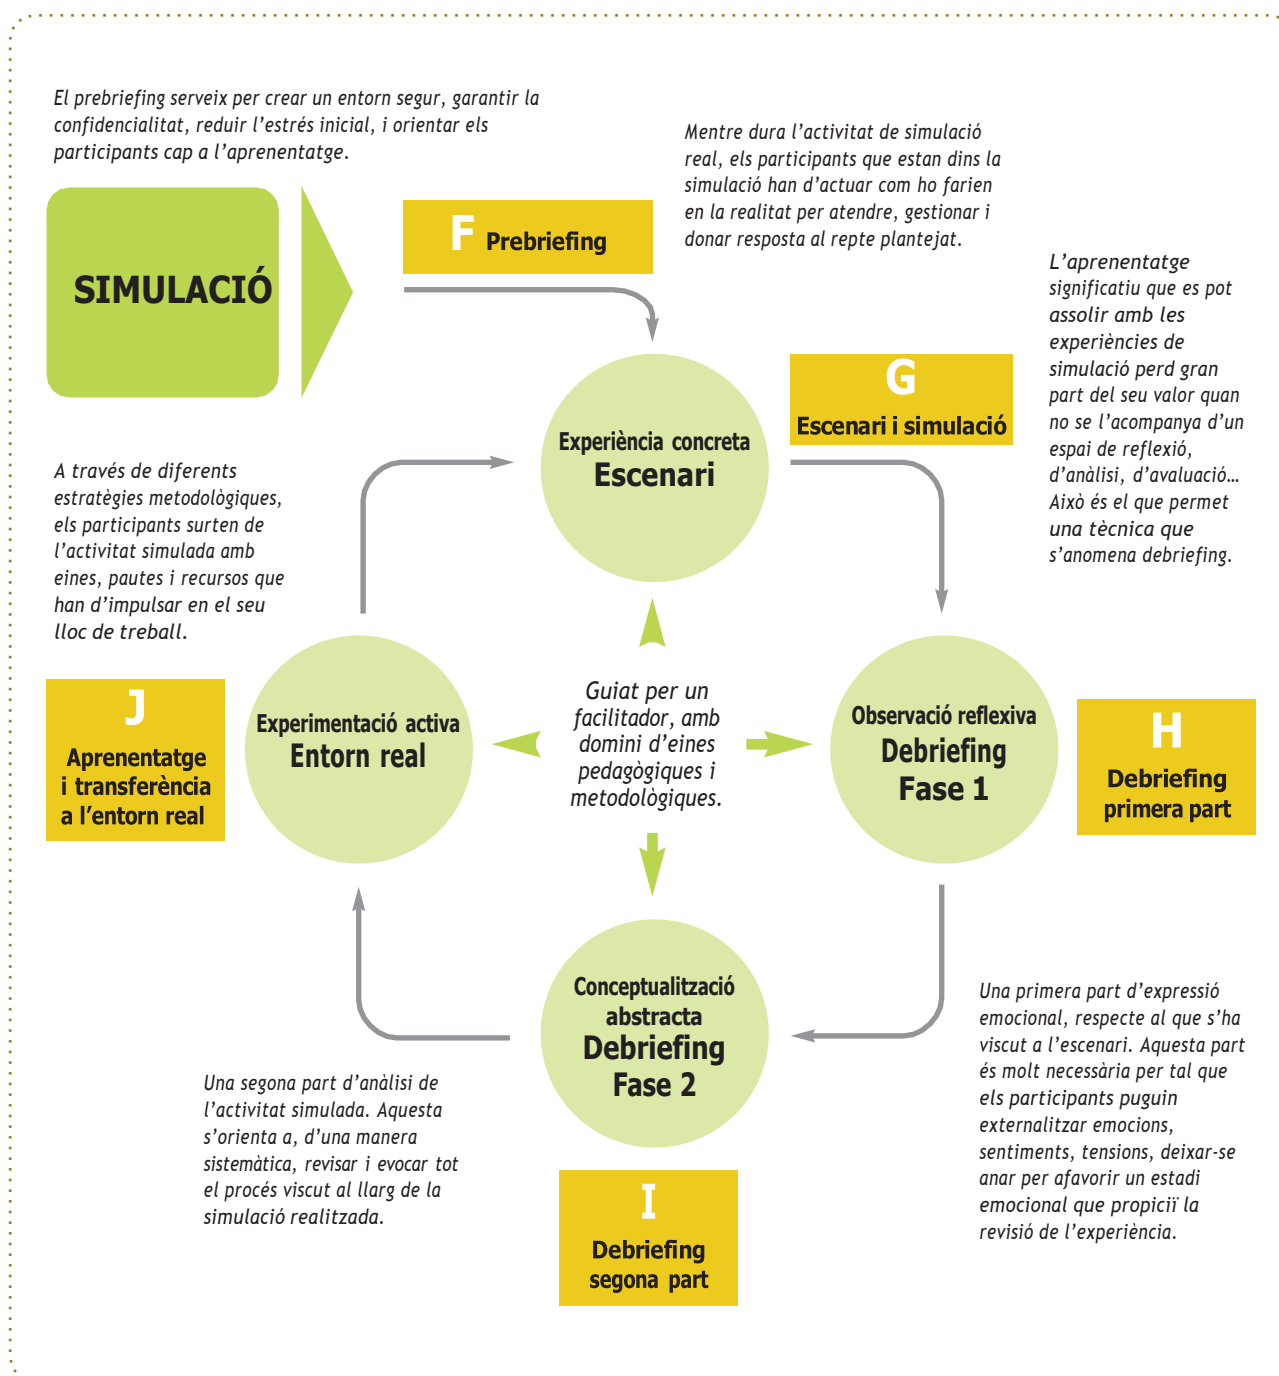 El prebriefing serveix per crear un entorn segur, garantir la
confidencialitat, reduir l’estrés inicial, i orientar els
participants cap a l’aprenentatge.
SIMULACIÓ
F Prebriefing
Mentre dura l’activitat de simulació
real, els participants que estan dins la
simulació han d’actuar com ho farien
en la realitat per atendre, gestionar i
donar resposta al repte plantejat.
G
Escenari i simulació
L’aprenentatge
significatiu que es pot
assolir amb les
experiències de
simulació perd gran
part del seu valor quan
no se l’acompanya d’un
espai de reflexió,
d’anàlisi, d’avaluació…
Això és el que permet
una tècnica que
s’anomena debriefing.
Experiència concreta
Escenari
A través de diferents
estratègies metodològiques,
els participants surten de
l’activitat simulada amb
eines, pautes i recursos que
han d’impulsar en el seu
lloc de treball.
J
Aprenentatge
i transferència
a l’entorn real
Experimentació activa
Entorn real
Guiat per un
facilitador, amb
domini d’eines
pedagògiques i
metodològiques.
Observació reflexiva
Debriefing
Fase 1
H
Debriefing
primera part
Conceptualització
abstracta
Debriefing
Fase 2
Una primera part d’expressió
emocional, respecte al que s’ha
viscut a l’escenari. Aquesta part
és molt necessària per tal que
els participants puguin
externalitzar emocions,
sentiments, tensions, deixar-se
anar per afavorir un estadi
emocional que propiciï la
revisió de l’experiència.
Una segona part d’anàlisi de
l’activitat simulada. Aquesta
s’orienta a, d’una manera
sistemàtica, revisar i evocar tot
el procés viscut al llarg de la
simulació realitzada.
I
Debriefing
segona part